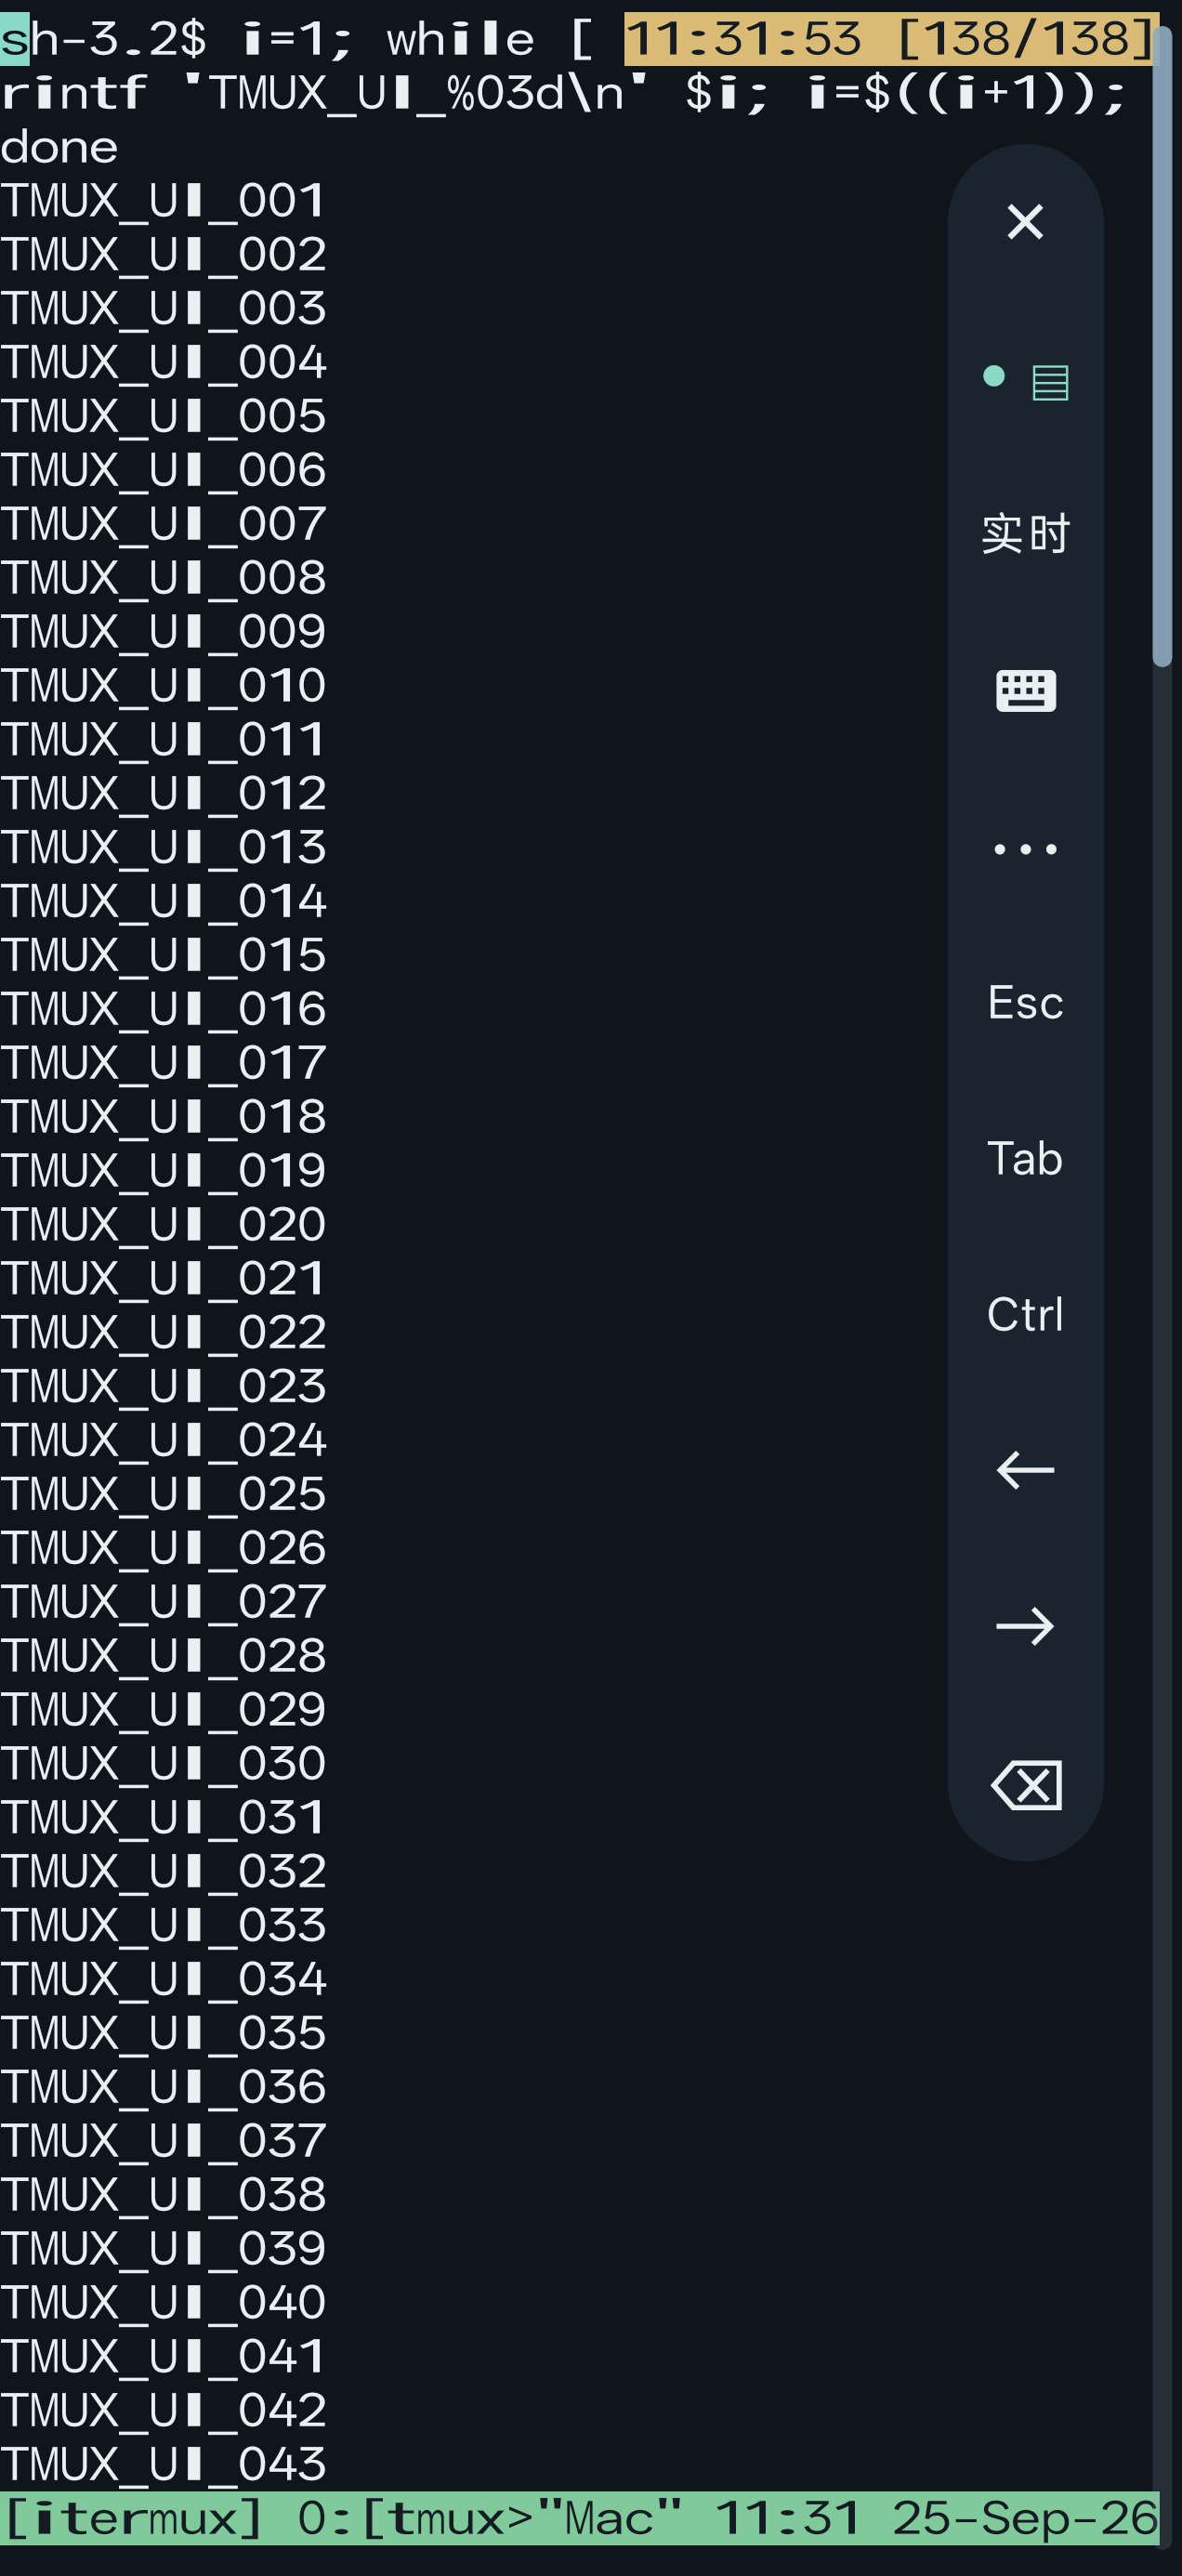 sh-3.2$ i=1; while [ 11:31:53 [138/138]
rintf 'TMUX_UI_%03d\n' $i; i=$((i+1));
done
TMUX_UI_001
TMUX_UI_002
TMUX_UI_003
TMUX_UI_004
TMUX_UI_005
TMUX_UI_006
TMUX_UI_007
TMUX_UI_008
TMUX_UI_009
TMUX_UI_010
TMUX_UI_011
TMUX_UI_012
TMUX_UI_013
TMUX_UI_014
TMUX_UI_015
TMUX_UI_016
TMUX_UI_017
TMUX_UI_018
TMUX_UI_019
TMUX_UI_020
TMUX_UI_021
TMUX_UI_022
TMUX_UI_023
TMUX_UI_024
TMUX_UI_025
TMUX_UI_026
TMUX_UI_027
TMUX_UI_028
TMUX_UI_029
TMUX_UI_030
TMUX_UI_031
TMUX_UI_032
TMUX_UI_033
TMUX_UI_034
TMUX_UI_035
TMUX_UI_036
TMUX_UI_037
TMUX_UI_038
TMUX_UI_039
TMUX_UI_040
TMUX_UI_041
TMUX_UI_042
TMUX_UI_043
[itermux] 0:[tmux>"Mac" 11:31 25-Sep-26
实时
Esc
Tab
Ctrl